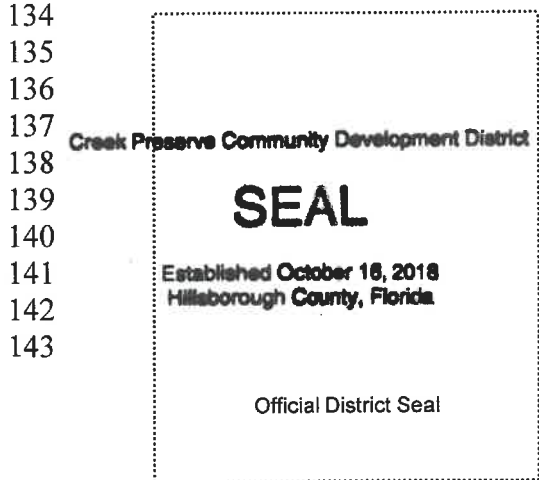 134
135
136
137
Creek Preserve Community Development District
138
139
SEAL
140
141
Established October 16, 2018
Hillsborough County, Florida
142
143
Official District Seal